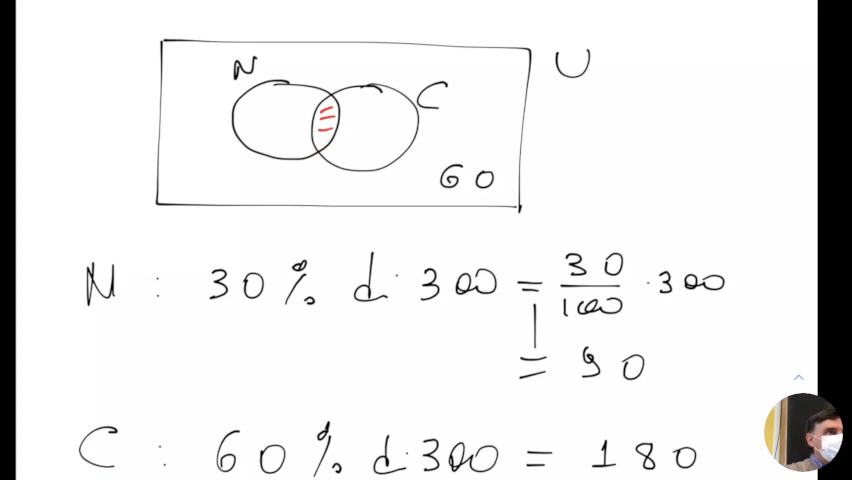 N
U
C
60
N : 30% di 300 = 30/100 · 300
= 90
C : 60% di 300 = 180